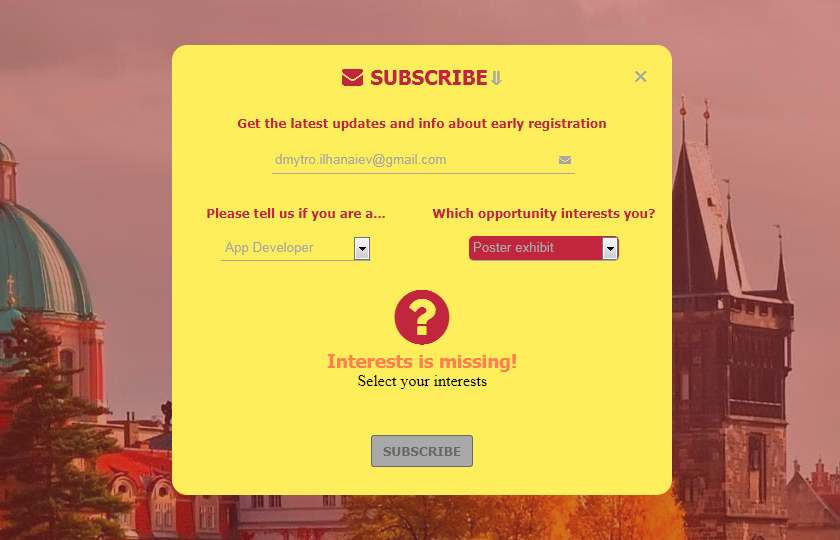 SUBSCRIBE⇓
Get the latest updates and info about early registration
dmytro.ilhanaiev@gmail.com
Please tell us if you are a...
Which opportunity interests you?
App Developer
Poster exhibit
Interests is missing!
Select your interests
SUBSCRIBE